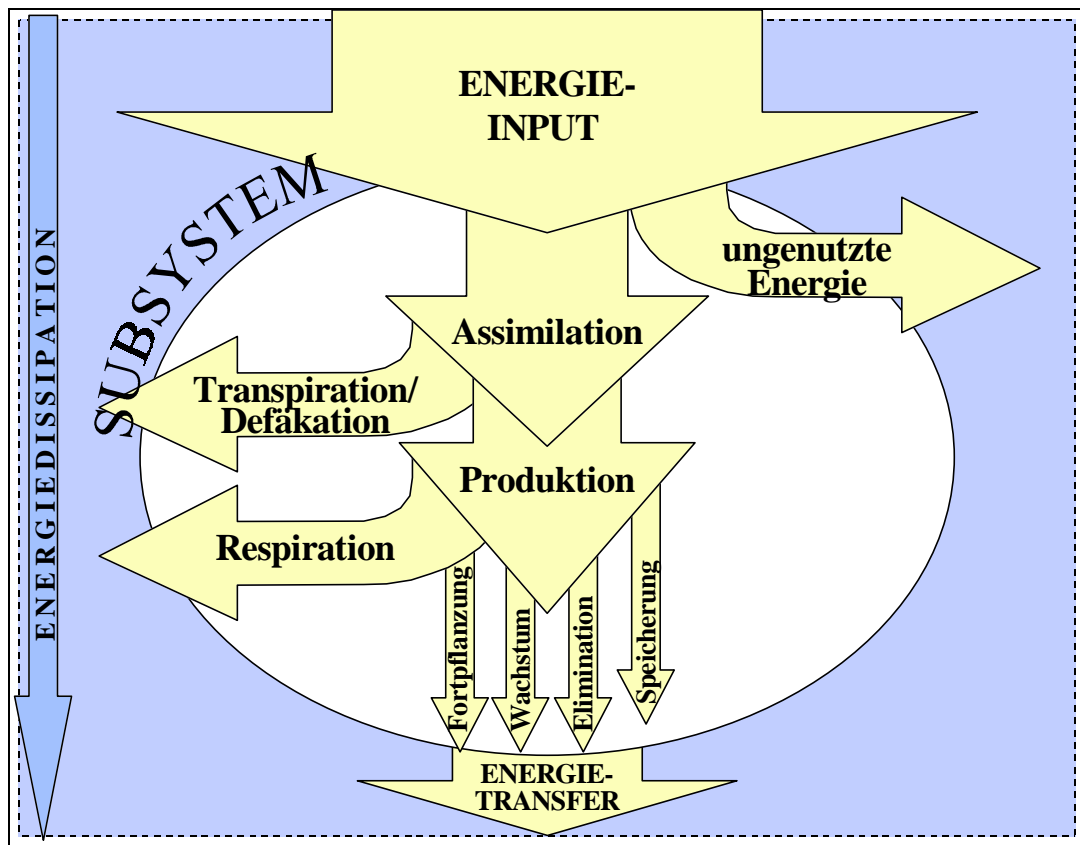 ENERGIE-
INPUT
SUBSYSTEM
ENERGIEDISSIPATION
ungenutzte
Energie
Assimilation
Transpiration/
Defäkation
Produktion
Respiration
Fortpflanzung
Wachstum
Elimination
Speicherung
ENERGIE-
TRANSFER